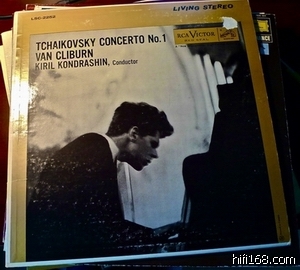 LSC-2252
LIVING STEREO
TCHAIKOVSKY CONCERTO No.1
VAN CLIBURN
KIRIL KONDRASHIN, Conductor
RCA VICTOR
hifi168.com